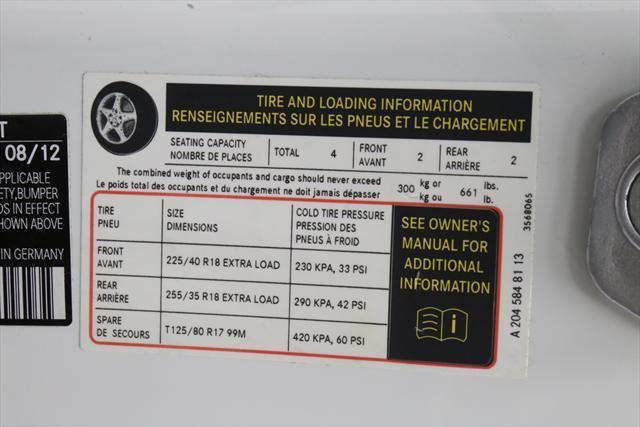 T
08/12
APPLICABLE
ETY, BUMPER
DS IN EFFECT
SHOWN ABOVE
IN GERMANY
TIRE AND LOADING INFORMATION
RENSEIGNEMENTS SUR LES PNEUS ET LE CHARGEMENT
SEATING CAPACITY
NOMBRE DE PLACES
TOTAL 4
FRONT
AVANT
2
REAR
ARRIÈRE
2
The combined weight of occupants and cargo should never exceed
Le poids total des occupants et du chargement ne doit jamais dépasser
300 kg or
kg ou
661 lbs.
lb.
TIRE
PNEU
SIZE
DIMENSIONS
COLD TIRE PRESSURE
PRESSION DES
PNEUS À FROID
FRONT
AVANT
225/40 R18 EXTRA LOAD
230 KPA, 33 PSI
REAR
ARRIÈRE
255/35 R18 EXTRA LOAD
290 KPA, 42 PSI
SPARE
DE SECOURS
T125/80 R17 99M
420 KPA, 60 PSI
SEE OWNER'S
MANUAL FOR
ADDITIONAL
INFORMATION
i
3568065
A 204 584 81 13